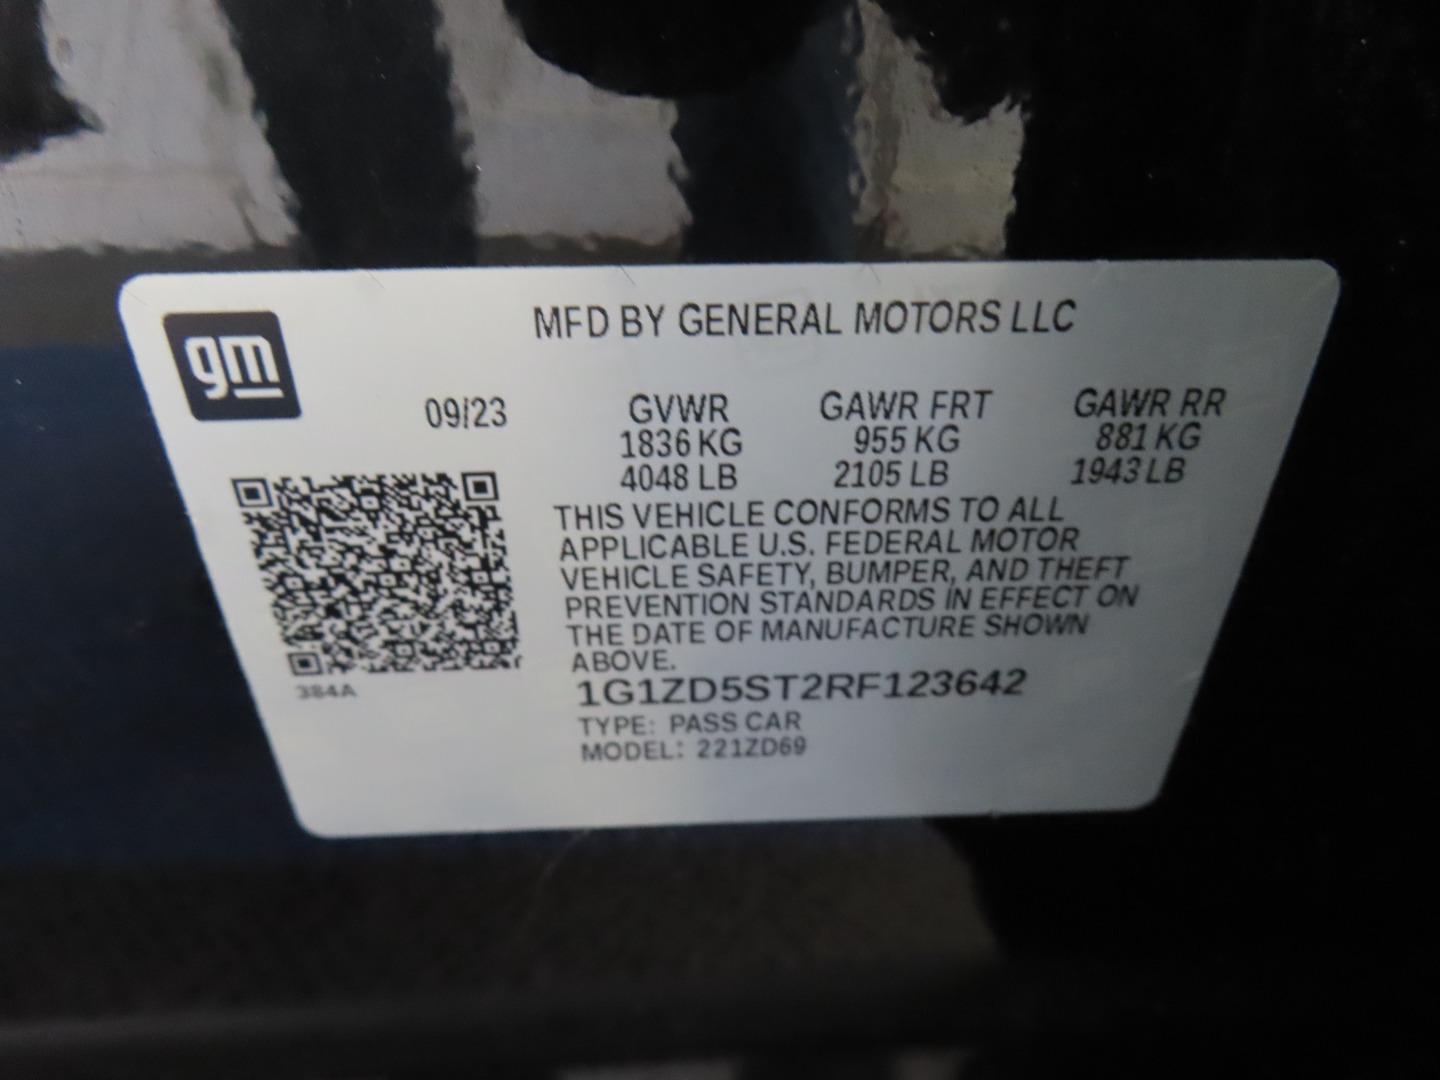 gm
MFD BY GENERAL MOTORS LLC
09/23
GVWR GAWR FRT GAWR RR
1836 KG 955 KG 881 KG
4048 LB 2105 LB 1943 LB
THIS VEHICLE CONFORMS TO ALL
APPLICABLE U.S. FEDERAL MOTOR
VEHICLE SAFETY, BUMPER, AND THEFT
PREVENTION STANDARDS IN EFFECT ON
THE DATE OF MANUFACTURE SHOWN
ABOVE.
384A
1G1ZD5ST2RF123642
TYPE: PASS CAR
MODEL: 221ZD69